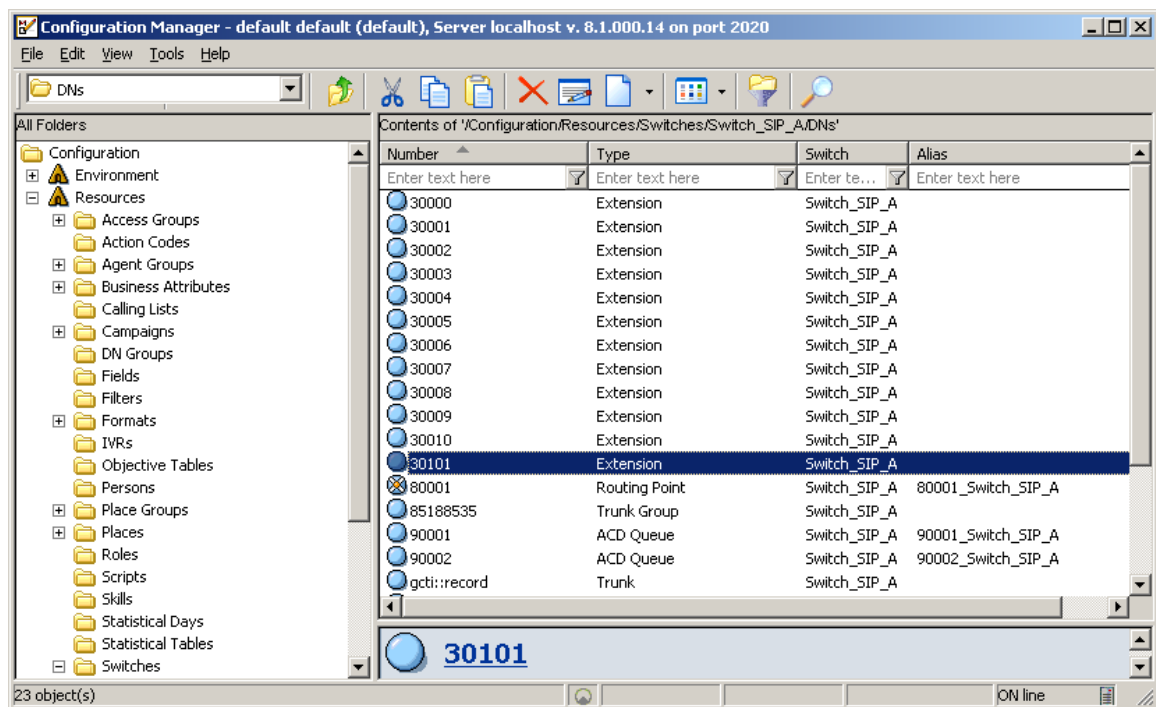 Configuration Manager - default default (default), Server localhost v. 8.1.000.14 on port 2020
File Edit View Tools Help
DNs
All Folders
Configuration
Environment
Resources
Access Groups
Action Codes
Agent Groups
Business Attributes
Calling Lists
Campaigns
DN Groups
Fields
Filters
Formats
IVRs
Objective Tables
Persons
Place Groups
Places
Roles
Scripts
Skills
Statistical Days
Statistical Tables
Switches
Contents of '/Configuration/Resources/Switches/Switch_SIP_A/DNs'
Number Type Switch Alias
Enter text here Enter text here Enter te... Enter text here
30000 Extension Switch_SIP_A
30001 Extension Switch_SIP_A
30002 Extension Switch_SIP_A
30003 Extension Switch_SIP_A
30004 Extension Switch_SIP_A
30005 Extension Switch_SIP_A
30006 Extension Switch_SIP_A
30007 Extension Switch_SIP_A
30008 Extension Switch_SIP_A
30009 Extension Switch_SIP_A
30010 Extension Switch_SIP_A
30101 Extension Switch_SIP_A
80001 Routing Point Switch_SIP_A 80001_Switch_SIP_A
85188535 Trunk Group Switch_SIP_A
90001 ACD Queue Switch_SIP_A 90001_Switch_SIP_A
90002 ACD Queue Switch_SIP_A 90002_Switch_SIP_A
gcti::record Trunk Switch_SIP_A
30101
23 object(s) ON line